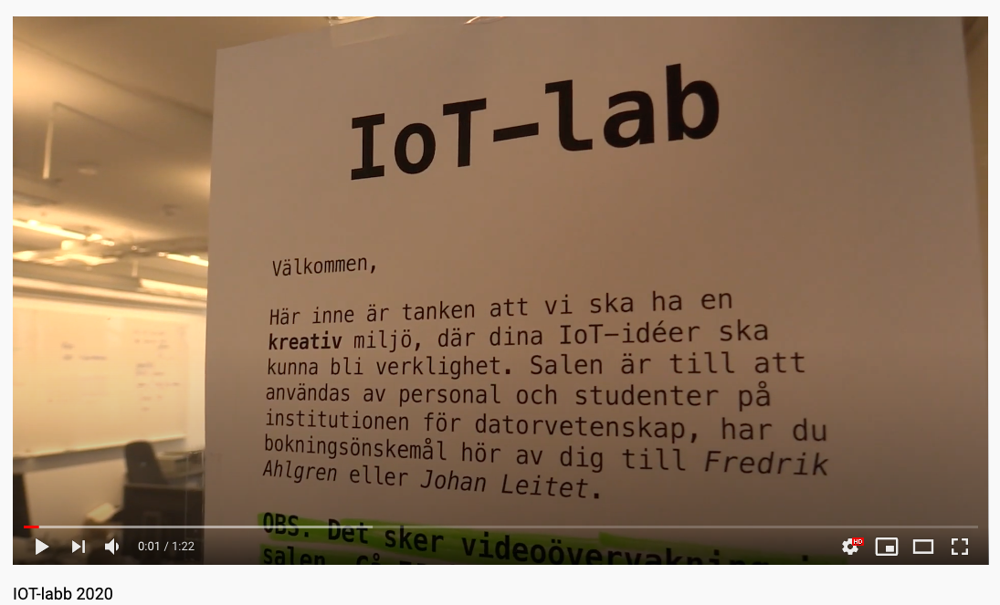 IoT-lab
Välkommen,
Här inne är tanken att vi ska ha en
kreativ miljö, där dina IoT-idéer ska
kunna bli verklighet. Salen är till att
användas av personal och studenter på
institutionen för datorvetenskap, har du
bokningsönskemål hör av dig till Fredrik
Ahlgren eller Johan Leitet.
OBS. Det sker videoövervakning i
salen.
0:01 / 1:22
HD
IOT-labb 2020